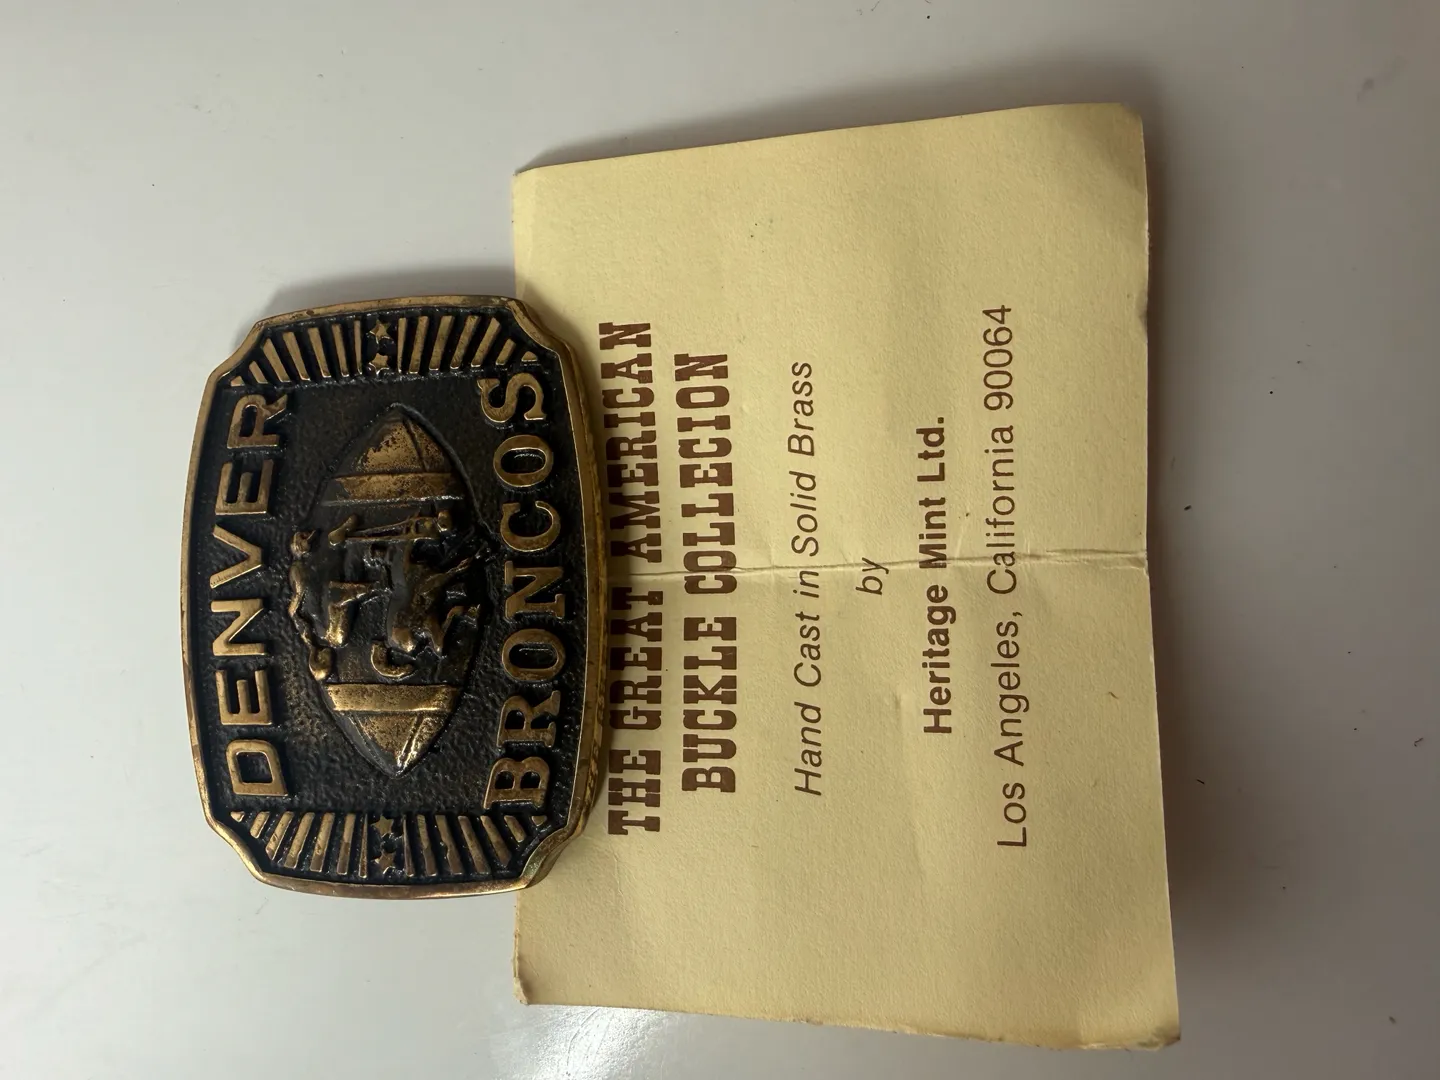 DENVER
BRONCOS
THE GREAT AMERICAN
BUCKLE COLLECION
Hand Cast in Solid Brass
by
Heritage Mint Ltd.
Los Angeles, California 90064